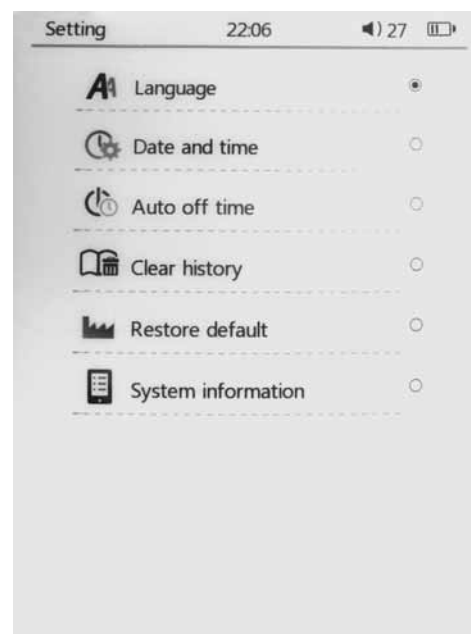 Setting 22:06 27
Language
Date and time
Auto off time
Clear history
Restore default
System information